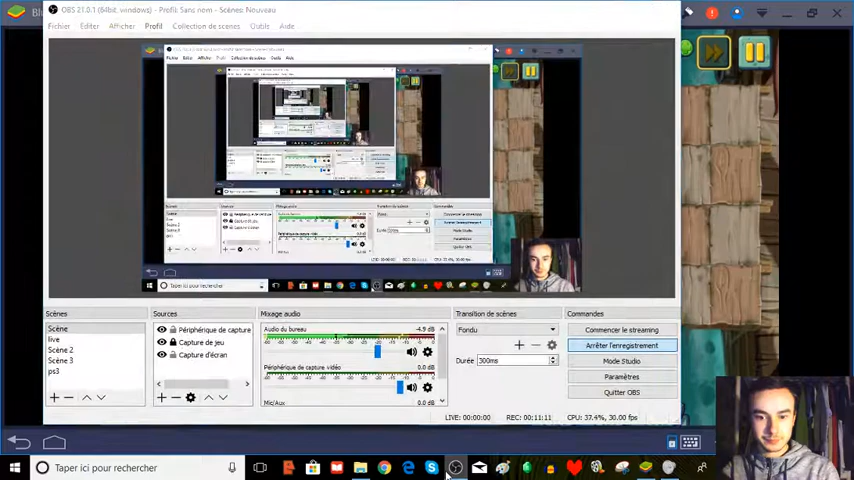 OBS 21.0.1 (64bit, windows) - Profil: Sans nom - Scènes: Nouveau
Fichier Éditer Afficher Profil Collection de scènes Outils Aide
Scènes
Scène
live
Scène 2
Scène 3
ps3
Sources
Périphérique de capture
Capture de jeu
Capture d'écran
Mixage audio
Audio du bureau -4.9 dB
Périphérique de capture vidéo 0.0 dB
Mic/Aux 0.0 dB
Transition de scènes
Fondu
Durée 300ms
Commandes
Commencer le streaming
Arrêter l'enregistrement
Mode Studio
Paramètres
Quitter OBS
LIVE: 00:00:00 REC: 00:11:11 CPU: 37.4%, 30.00 fps
Taper ici pour rechercher